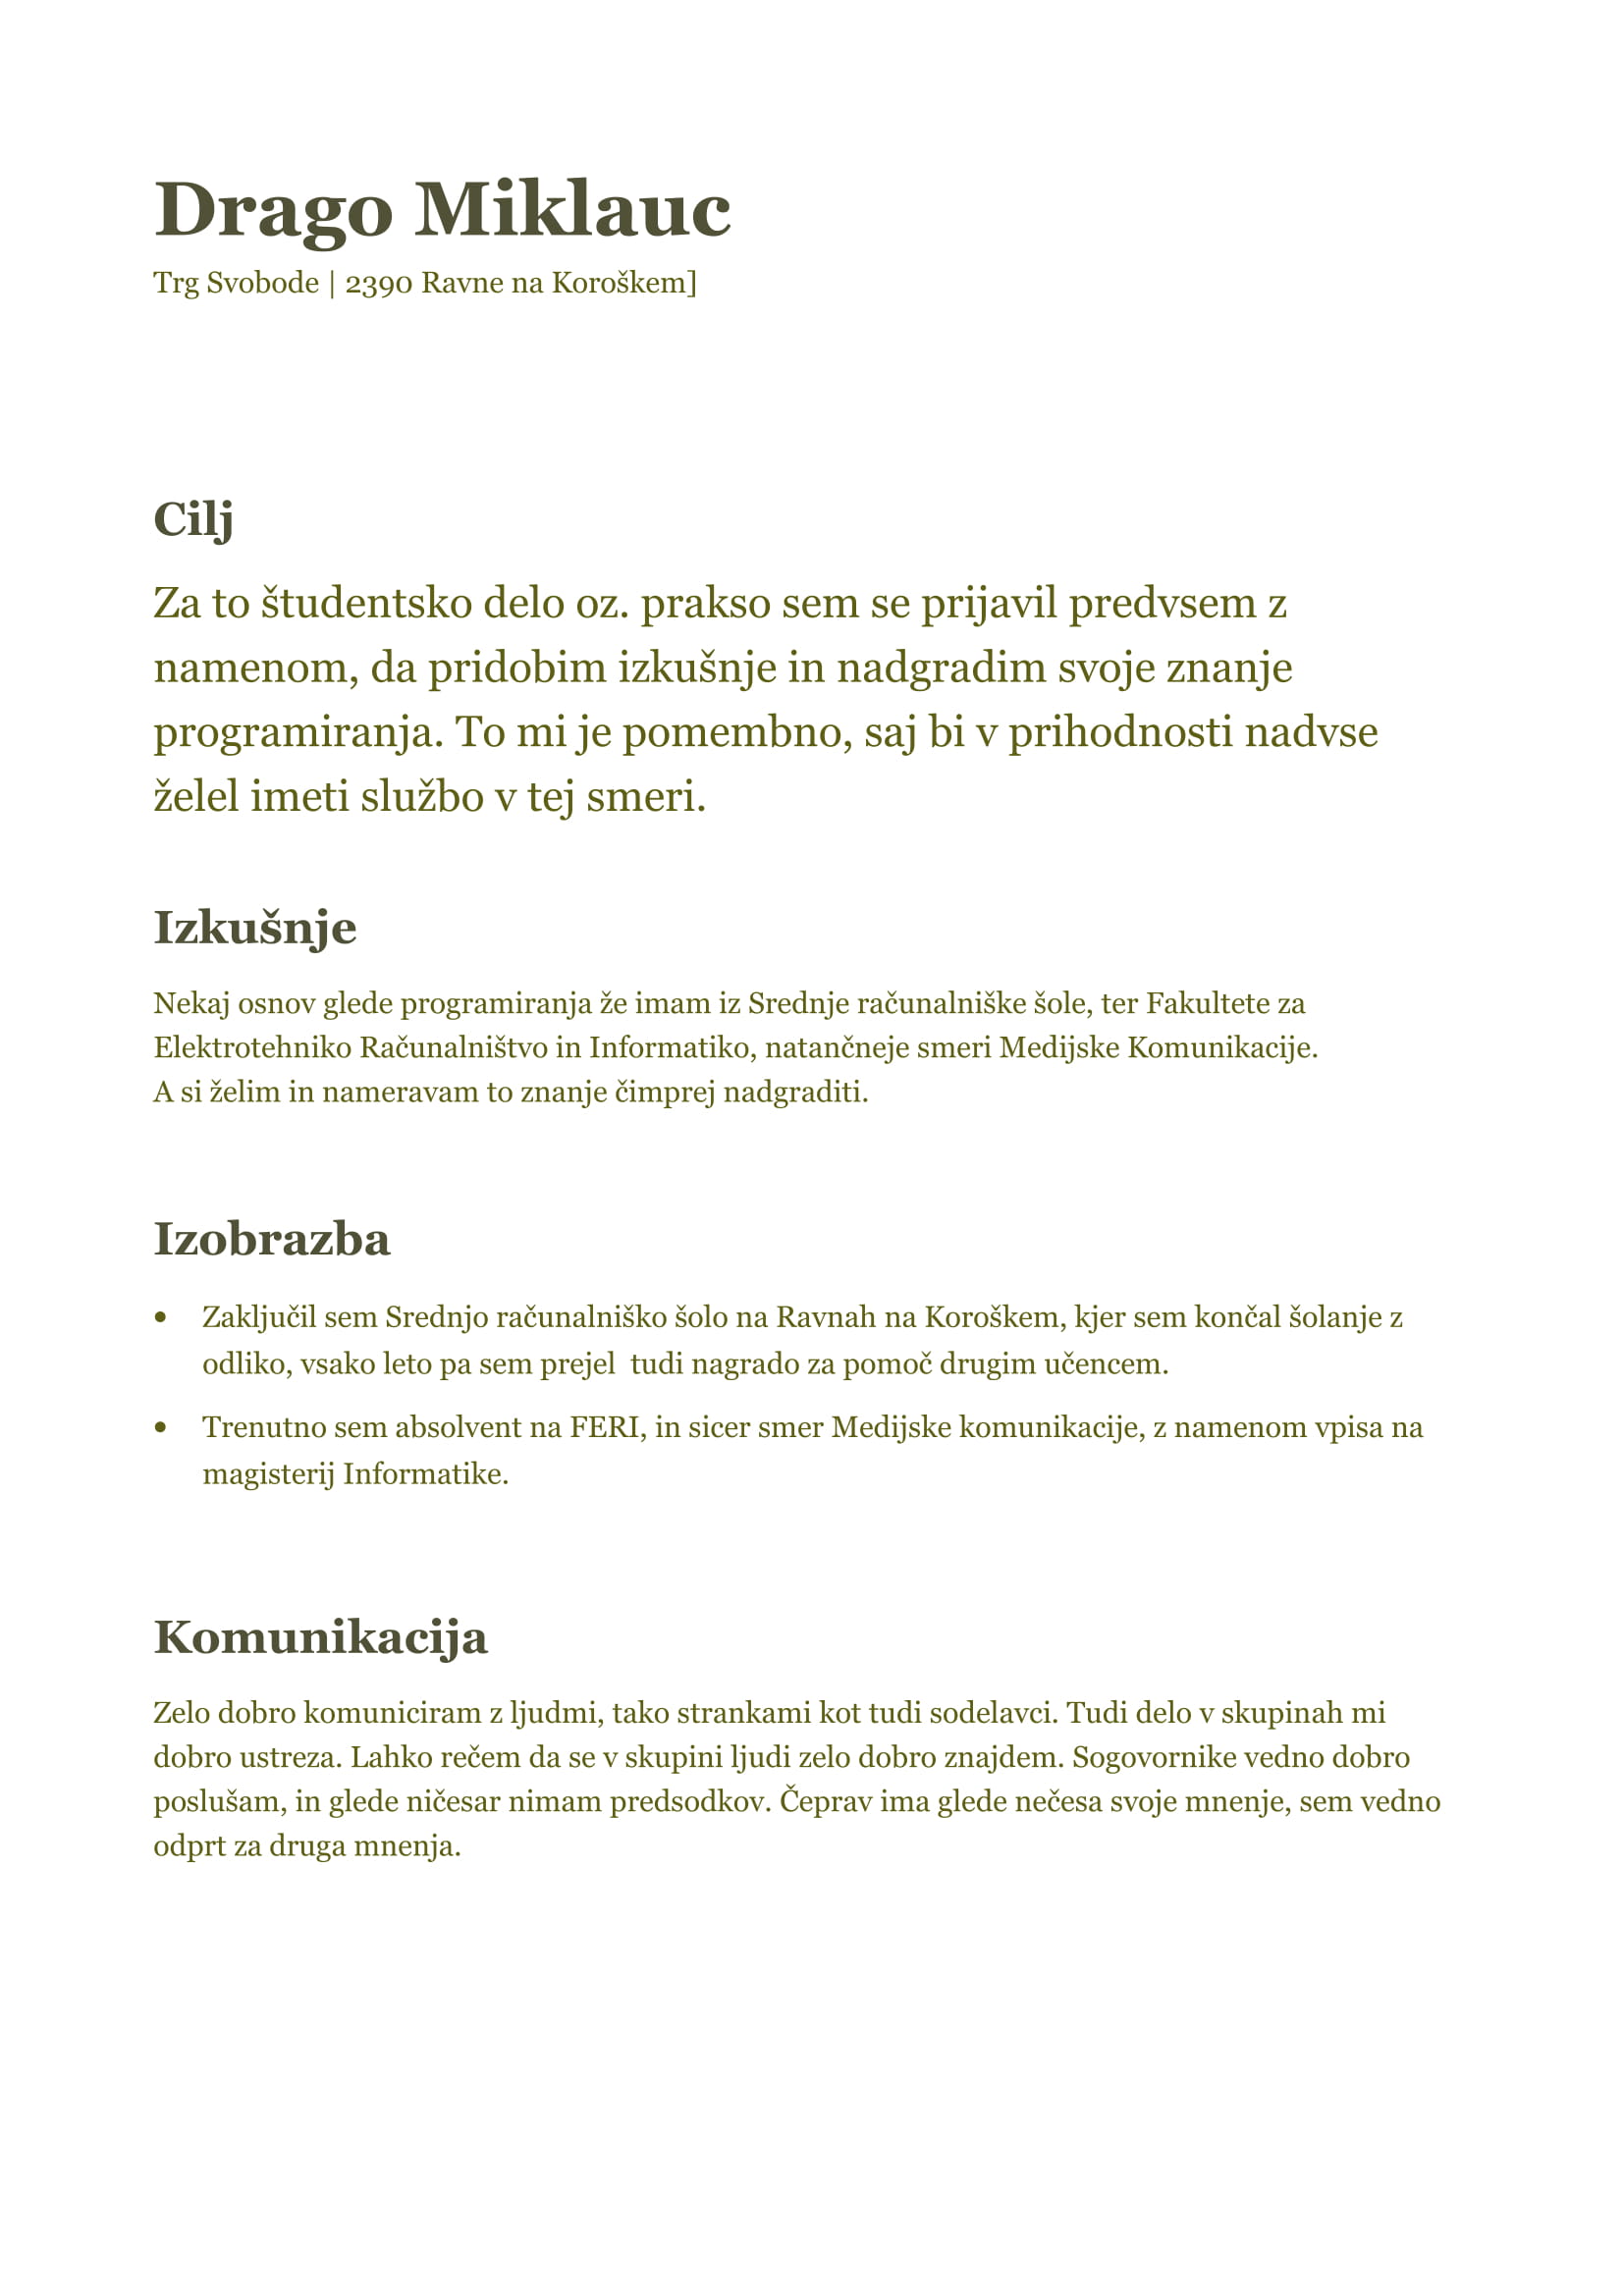 Drago Miklauc
Trg Svobode | 2390 Ravne na Koroškem]
Cilj
Za to študentsko delo oz. prakso sem se prijavil predvsem z
namenom, da pridobim izkušnje in nadgradim svoje znanje
programiranja. To mi je pomembno, saj bi v prihodnosti nadvse
želel imeti službo v tej smeri.
Izkušnje
Nekaj osnov glede programiranja že imam iz Srednje računalniške šole, ter Fakultete za
Elektrotehniko Računalništvo in Informatiko, natančneje smeri Medijske Komunikacije.
A si želim in nameravam to znanje čimprej nadgraditi.
Izobrazba
• Zaključil sem Srednjo računalniško šolo na Ravnah na Koroškem, kjer sem končal šolanje z
odliko, vsako leto pa sem prejel  tudi nagrado za pomoč drugim učencem.
• Trenutno sem absolvent na FERI, in sicer smer Medijske komunikacije, z namenom vpisa na
magisterij Informatike.
Komunikacija
Zelo dobro komuniciram z ljudmi, tako strankami kot tudi sodelavci. Tudi delo v skupinah mi
dobro ustreza. Lahko rečem da se v skupini ljudi zelo dobro znajdem. Sogovornike vedno dobro
poslušam, in glede ničesar nimam predsodkov. Čeprav ima glede nečesa svoje mnenje, sem vedno
odprt za druga mnenja.